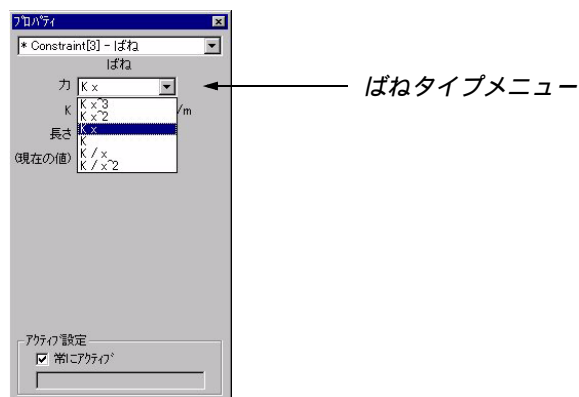 プロパティ
* Constraint[3] - ばね
ばね
力 K x
ばねタイプメニュー
K /m
K x^3
K x^2
長さ
K x
K
(現在の値)
K / x
K / x^2
アクティブ設定
常にアクティブ